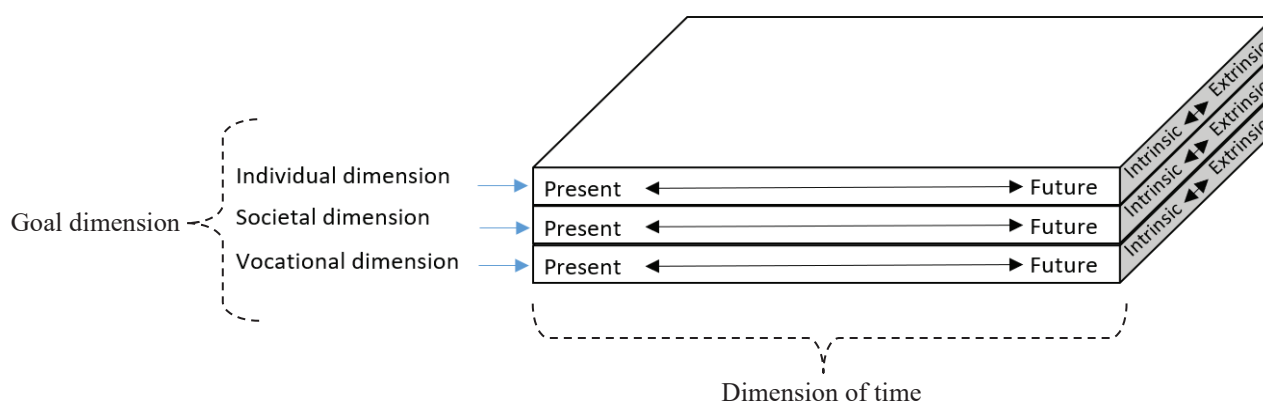 Goal dimension
Individual dimension
Societal dimension
Vocational dimension
Present Future
Present Future
Present Future
Intrinsic Extrinsic
Intrinsic Extrinsic
Intrinsic Extrinsic
Dimension of time